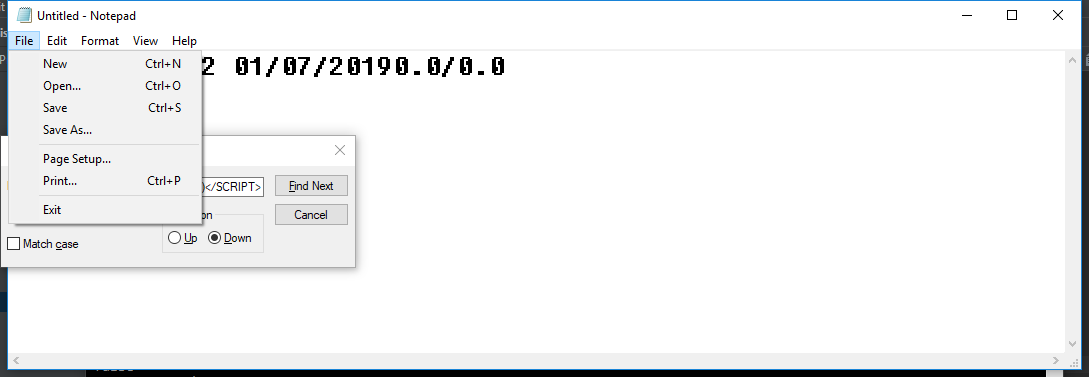 Untitled - Notepad
File Edit Format View Help
2 01/07/20190.0/0.0
New Ctrl+N
Open... Ctrl+O
Save Ctrl+S
Save As...
Page Setup...
Print... Ctrl+P
Exit
)</SCRIPT>
Find Next
Cancel
Up
Down
Match case